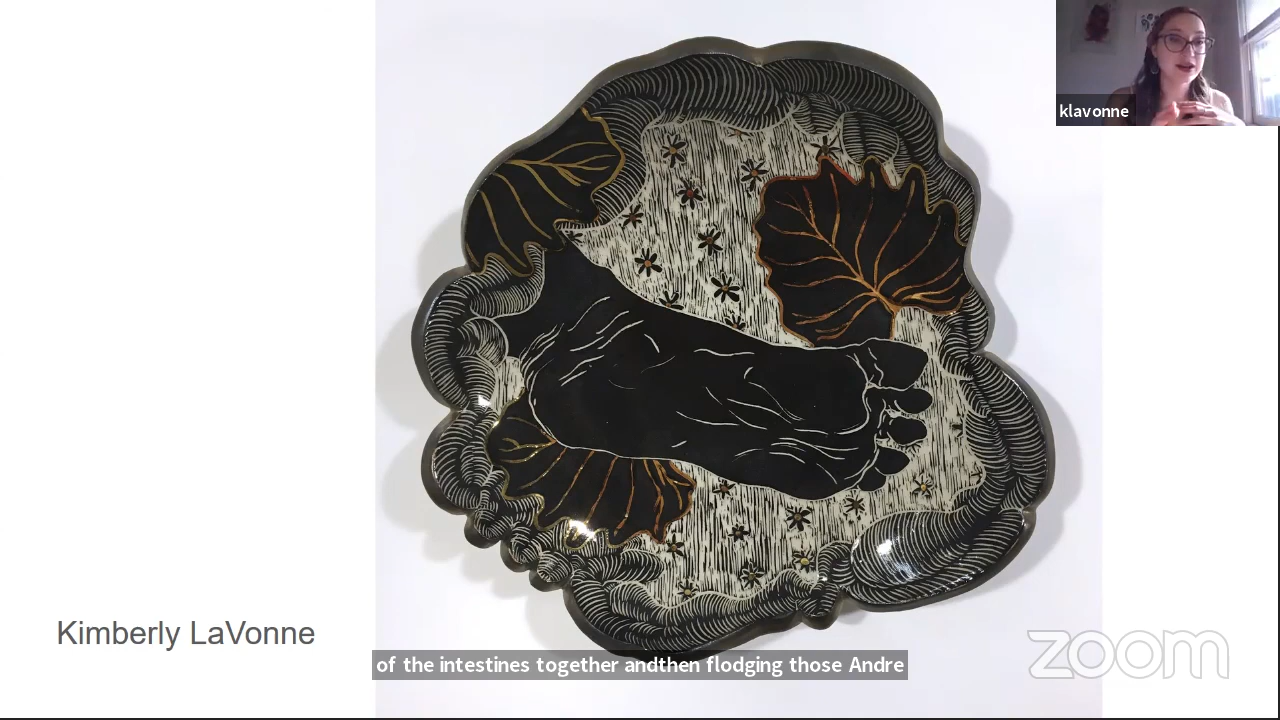 klavonne
Kimberly LaVonne
of the intestines together andthen flodging those Andre
zoom